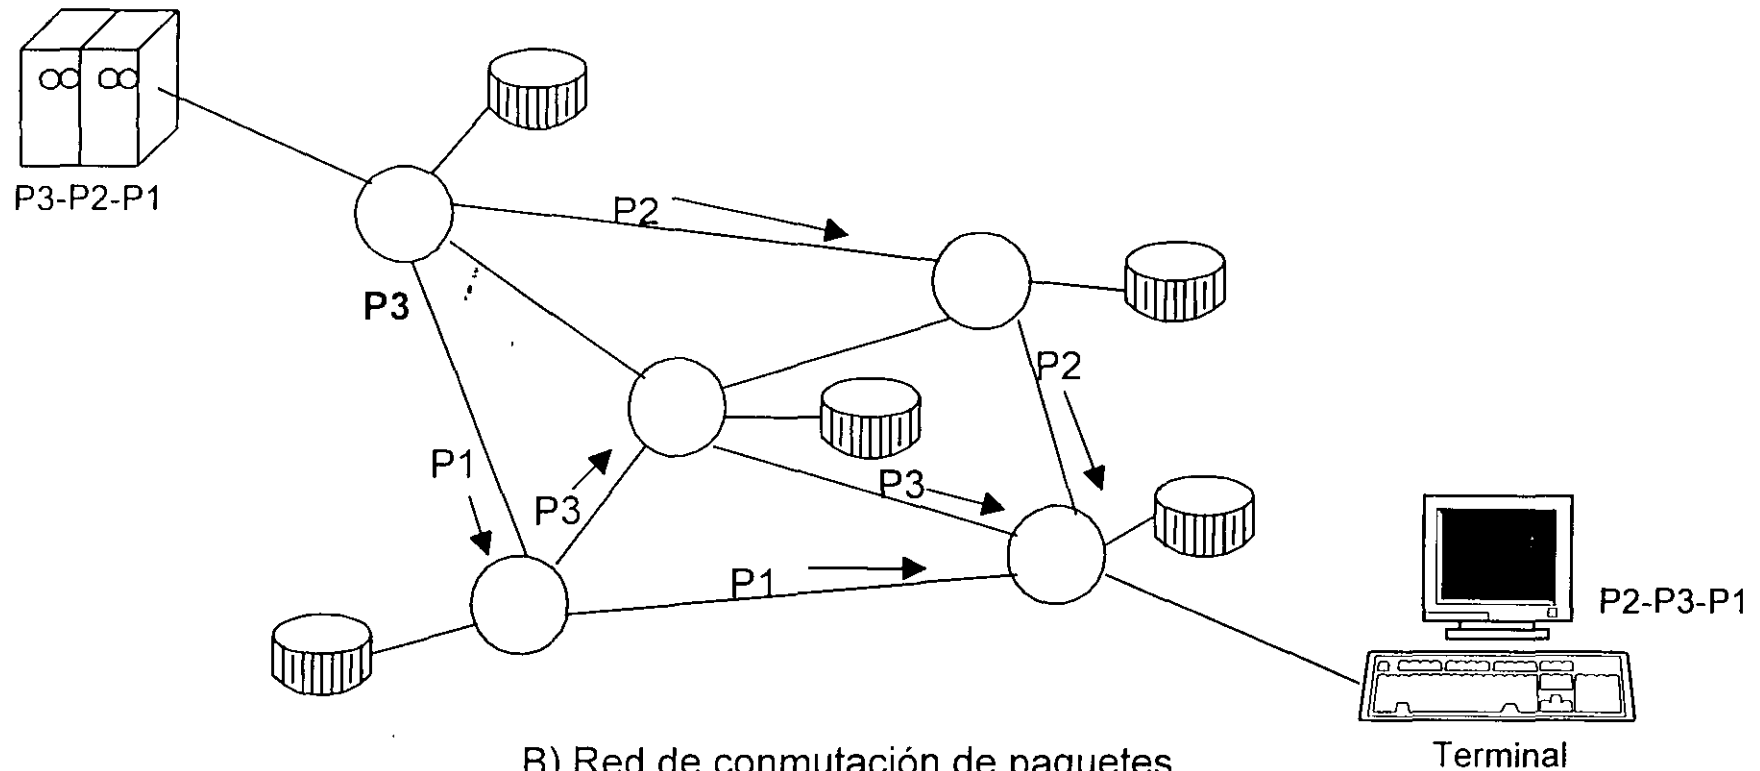 P3-P2-P1
P2
P3
P2
P1
P3
P3
P1
P2-P3-P1
B) Red de conmutación de paquetes
Terminal